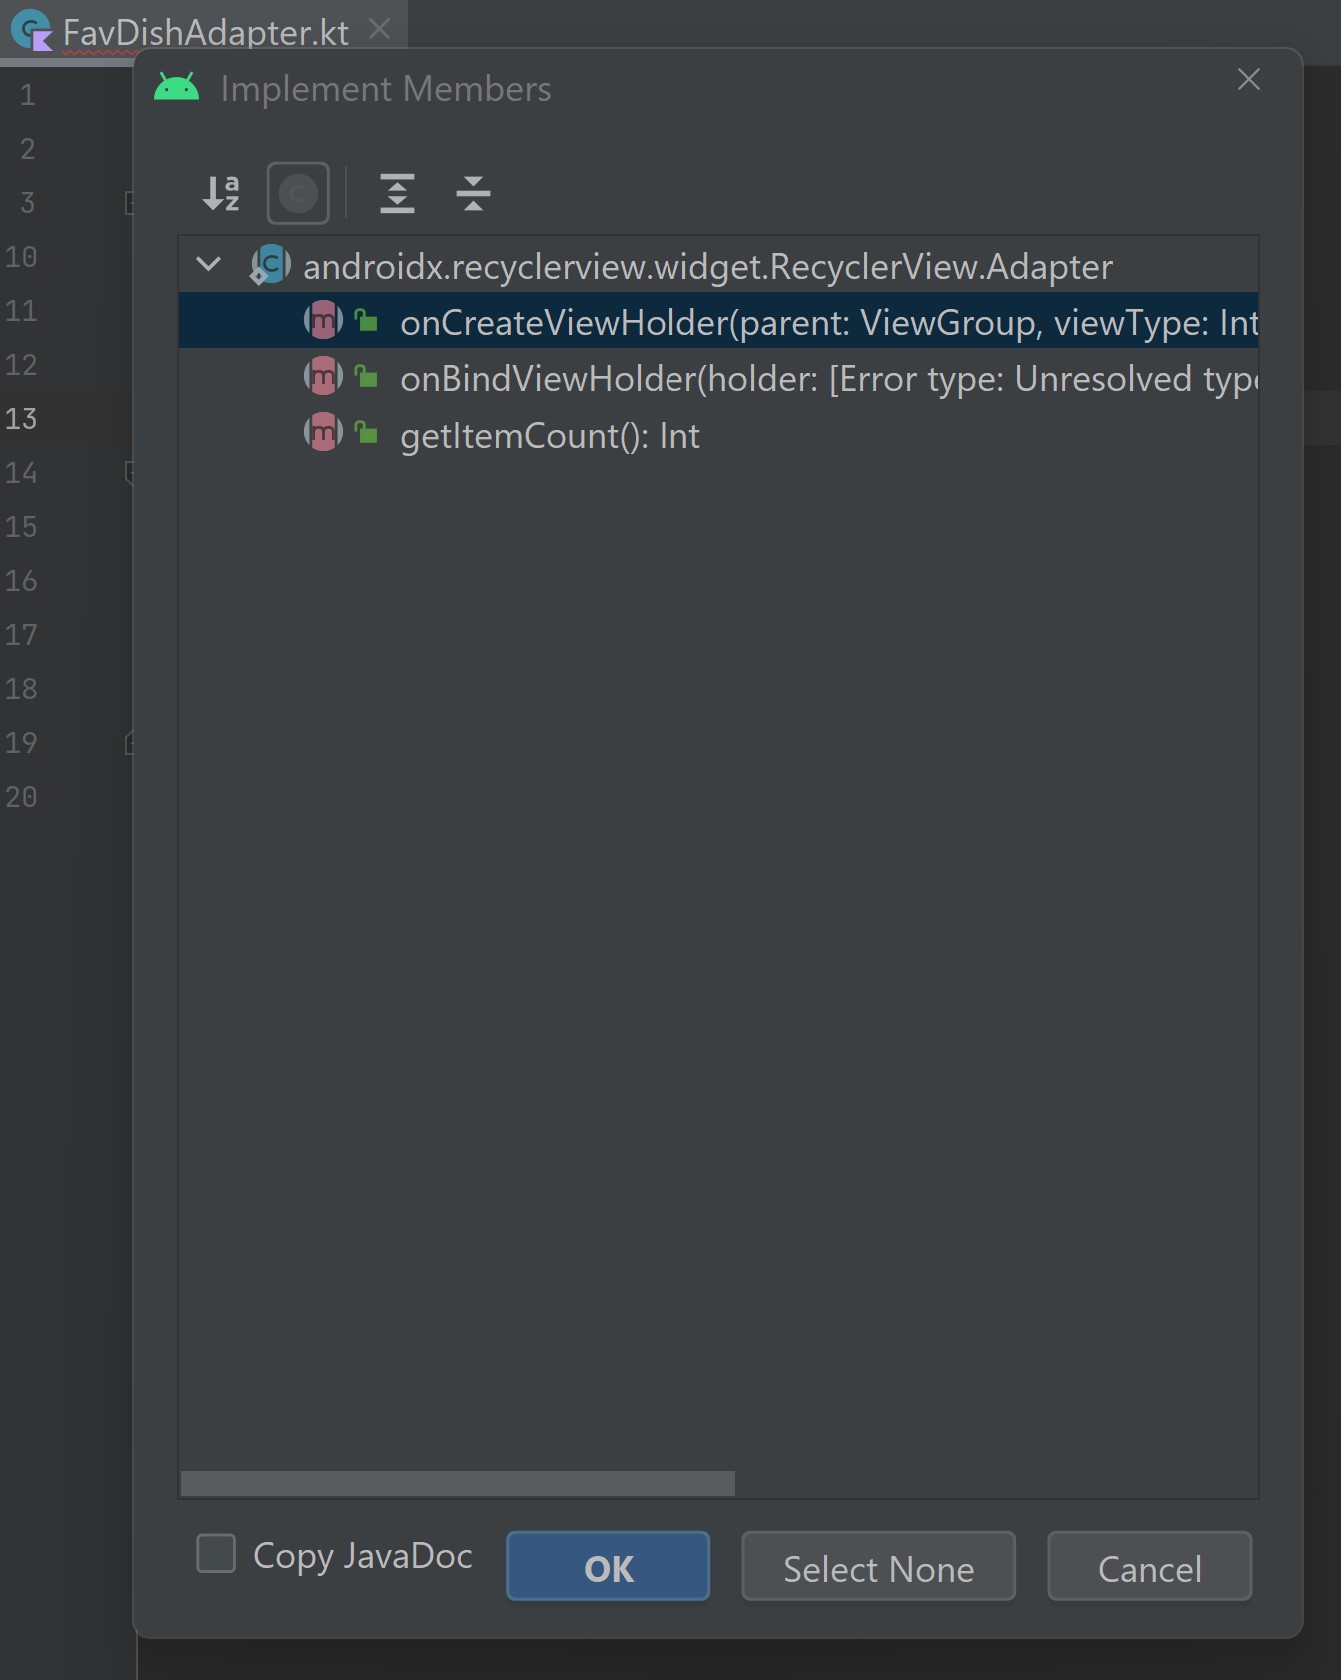 FavDishAdapter.kt
Implement Members
androidx.recyclerview.widget.RecyclerView.Adapter
onCreateViewHolder(parent: ViewGroup, viewType: Int
onBindViewHolder(holder: [Error type: Unresolved type
getItemCount(): Int
Copy JavaDoc
OK
Select None
Cancel
1
2
3
10
11
12
13
14
15
16
17
18
19
20